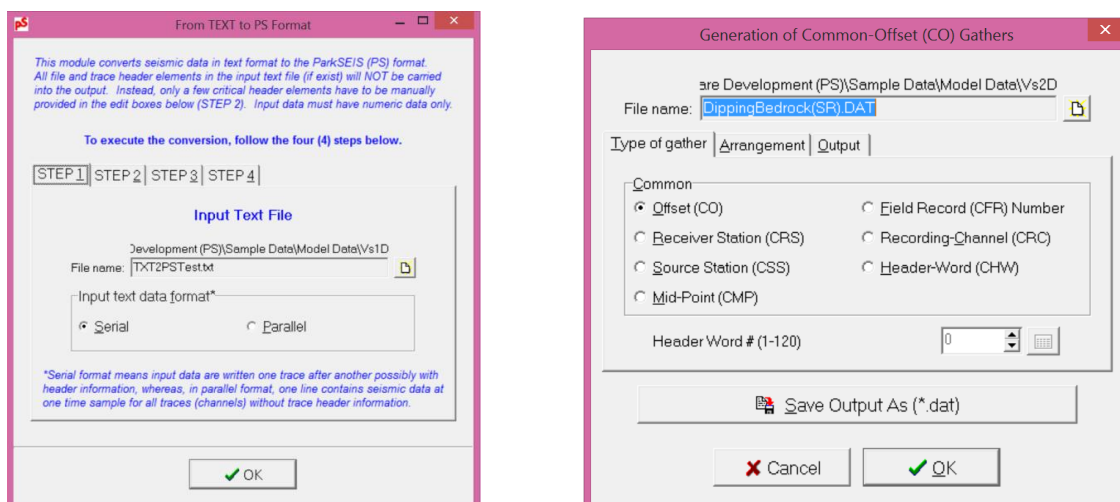 pS From TEXT to PS Format
This module converts seismic data in text format to the ParkSEIS (PS) format.
All file and trace header elements in the input text file (if exist) will NOT be carried
into the output. Instead, only a few critical header elements have to be manually
provided in the edit boxes below (STEP 2). Input data must have numeric data only.
To execute the conversion, follow the four (4) steps below.
STEP 1 STEP 2 STEP 3 STEP 4
Input Text File
Development (PS)\Sample Data\Model Data\Vs1D
File name: TXT2PSTest.txt
Input text data format*
Serial Parallel
*Serial format means input data are written one trace after another possibly with
header information, whereas, in parallel format, one line contains seismic data at
one time sample for all traces (channels) without trace header information.
OK
Generation of Common-Offset (CO) Gathers
are Development (PS)\Sample Data\Model Data\Vs2D
File name: DippingBedrock(SR).DAT
Type of gather Arrangement Output
Common
Offset (CO) Field Record (CFR) Number
Receiver Station (CRS) Recording-Channel (CRC)
Source Station (CSS) Header-Word (CHW)
Mid-Point (CMP)
Header Word # (1-120) 0
Save Output As (*.dat)
Cancel OK